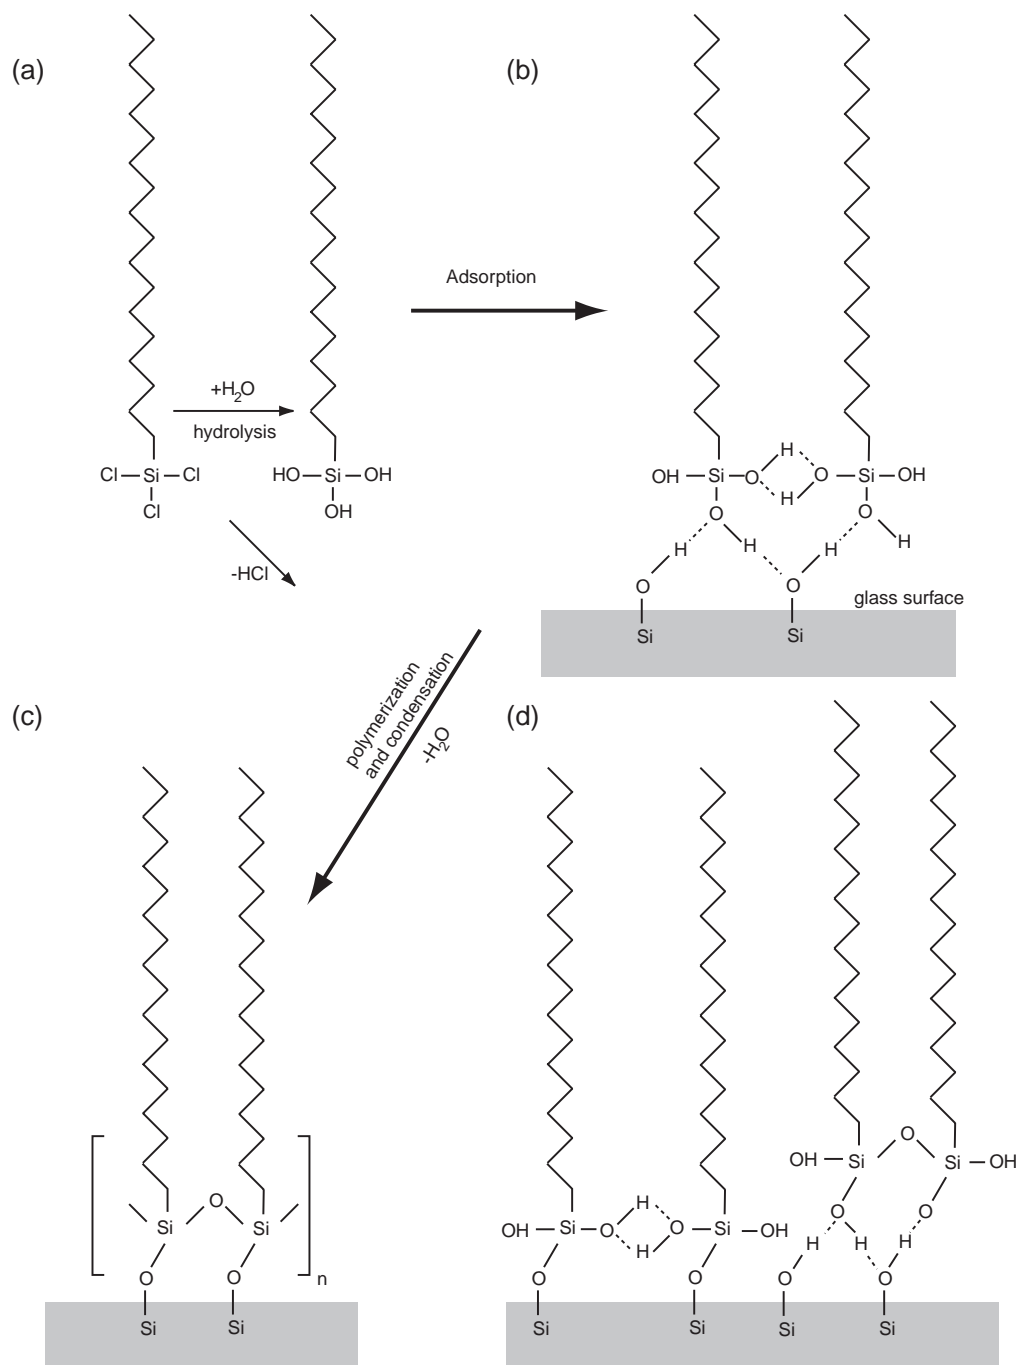 (a)
+H2O
hydrolysis
Cl Si Cl
Cl
HO Si OH
OH
-HCl
Adsorption
(b)
H
OH Si O O Si OH
H
O O
H H H H
O O
glass surface
Si Si
polymerization
and condensation
-H2O
(c)
O
Si Si
O O
n
Si Si
(d)
O
OH Si Si OH
O O
H H H
O O
H
OH Si O O Si OH
H
O O
Si Si Si Si